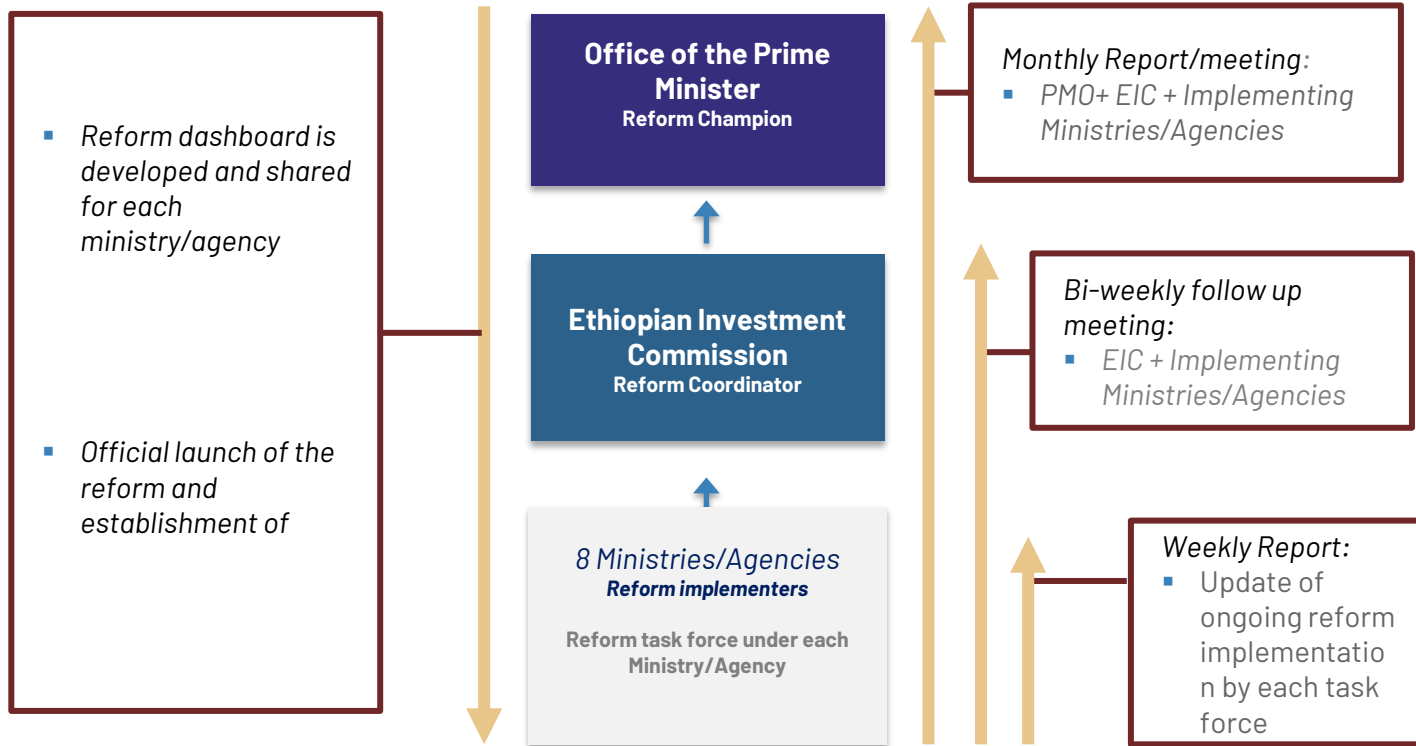 ▪ Reform dashboard is
developed and shared
for each
ministry/agency
▪ Official launch of the
reform and
establishment of
Office of the Prime
Minister
Reform Champion
Ethiopian Investment
Commission
Reform Coordinator
8 Ministries/Agencies
Reform implementers
Reform task force under each
Ministry/Agency
Monthly Report/meeting:
▪ PMO+ EIC + Implementing
Ministries/Agencies
Bi-weekly follow up
meeting:
▪ EIC + Implementing
Ministries/Agencies
Weekly Report:
▪ Update of
ongoing reform
implementatio
n by each task
force